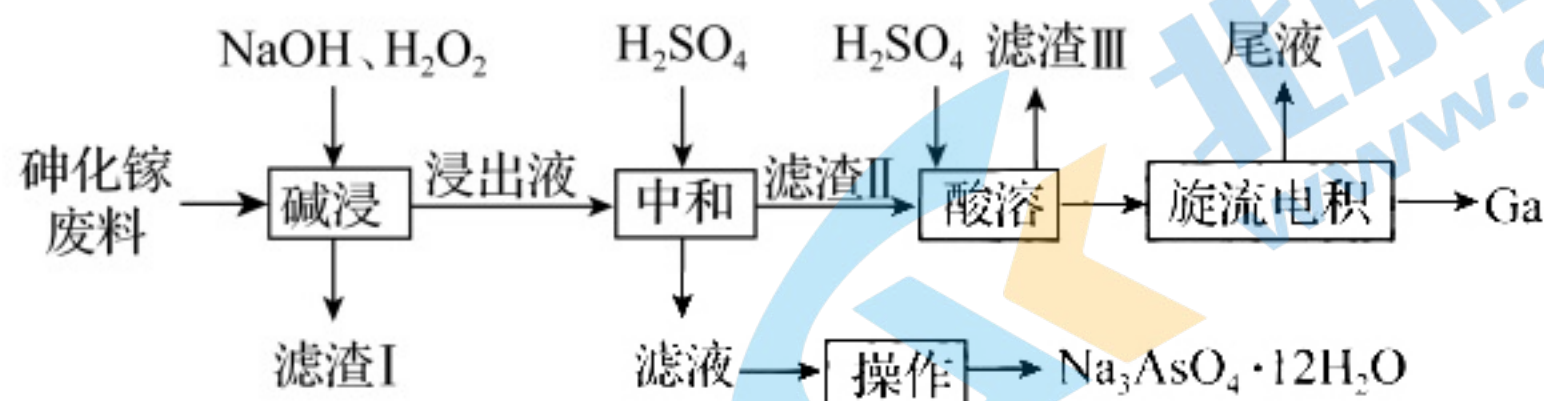 NaOH、H₂O₂
H₂SO₄
H₂SO₄
滤渣Ⅲ
尾液
砷化镓
废料
碱浸
浸出液
中和
滤渣Ⅱ
酸溶
旋流电积
Ga
滤渣Ⅰ
滤液
操作
Na₃AsO₄·12H₂O
www.